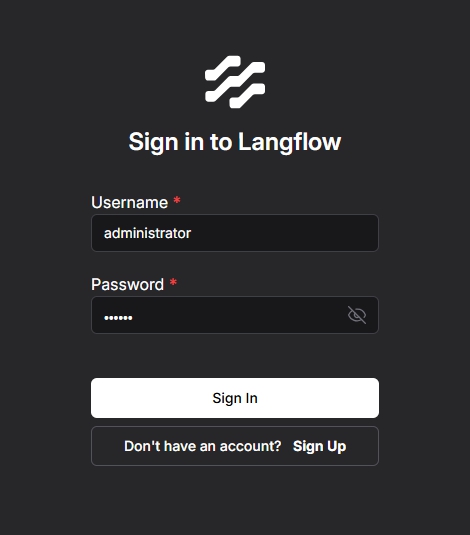 Sign in to Langflow
Username *
administrator
Password *
••••••
Sign In
Don't have an account? Sign Up